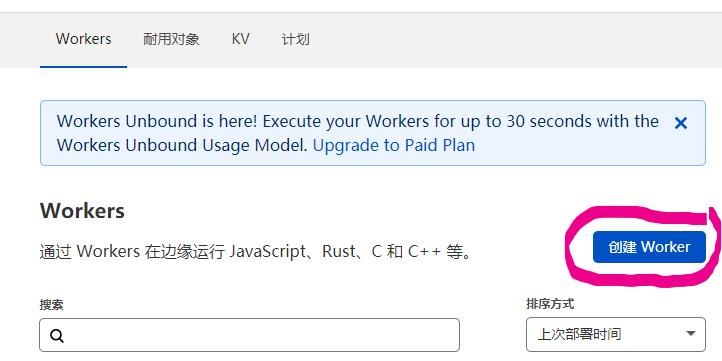 Workers 耐用对象 KV 计划
Workers Unbound is here! Execute your Workers for up to 30 seconds with the
Workers Unbound Usage Model. Upgrade to Paid Plan
Workers
通过 Workers 在边缘运行 JavaScript、Rust、C 和 C++ 等。
创建 Worker
搜索
排序方式
上次部署时间